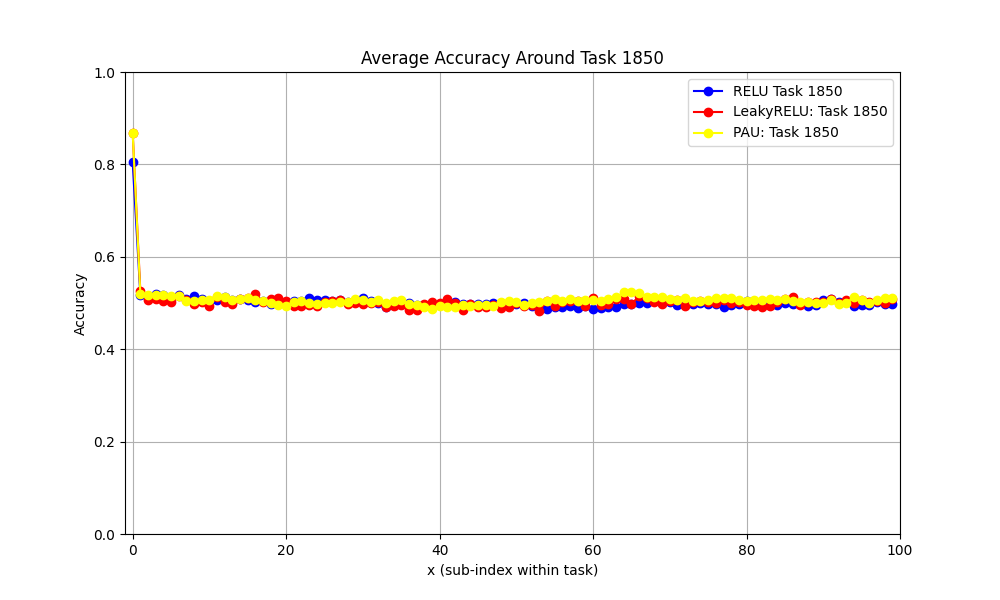 Average Accuracy Around Task 1850
1.0
0.8
0.6
0.4
0.2
0.0
Accuracy
0 20 40 60 80 100
x (sub-index within task)
RELU Task 1850
LeakyRELU: Task 1850
PAU: Task 1850